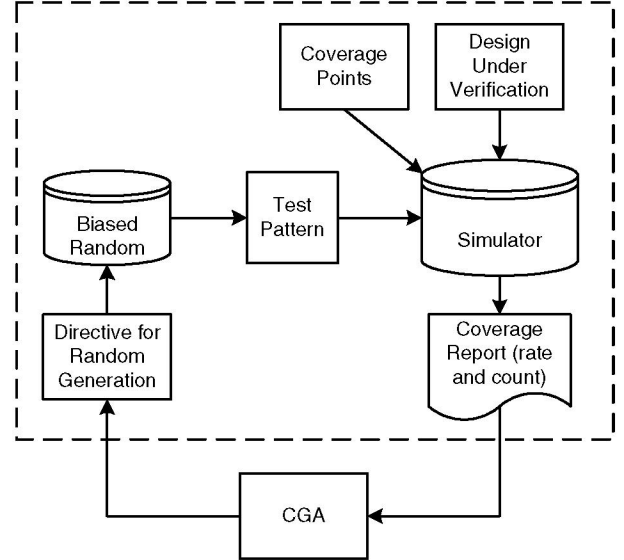 Coverage
Points
Design
Under
Verification
Biased
Random
Test
Pattern
Simulator
Directive for
Random
Generation
Coverage
Report (rate
and count)
CGA